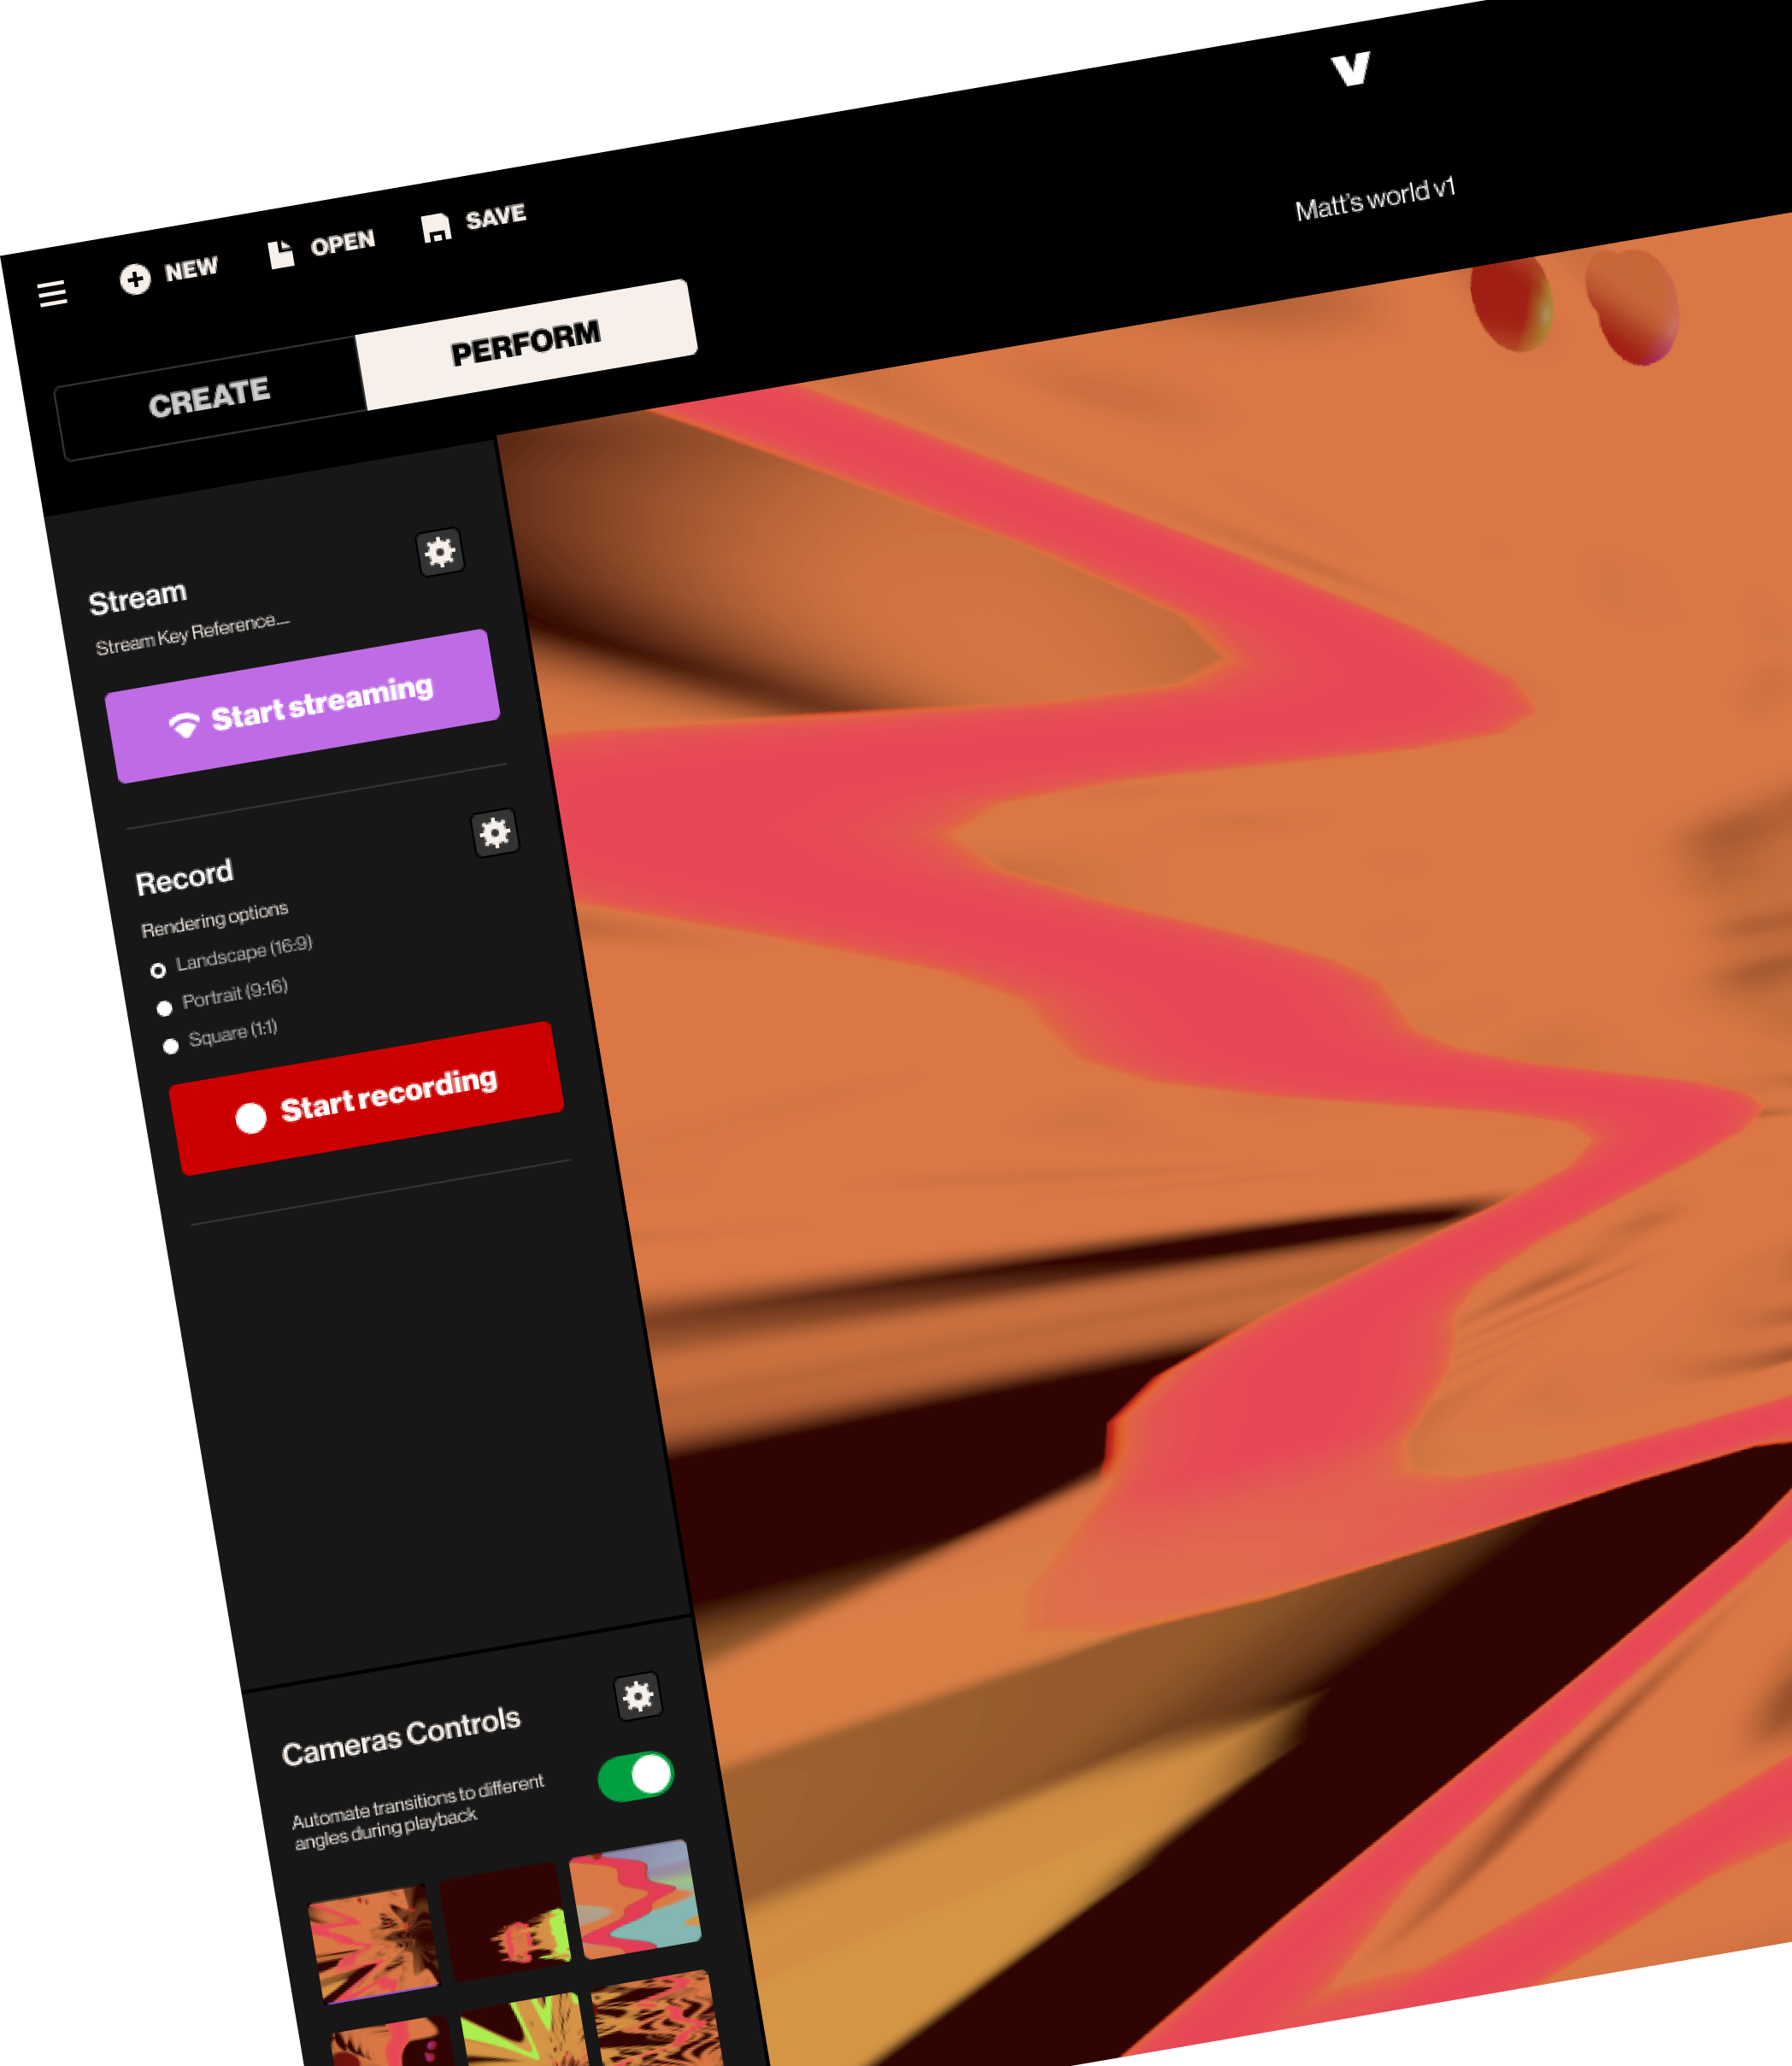 V
NEW OPEN SAVE
Matt's world v1
CREATE PERFORM
Stream
Stream Key Reference...
Start streaming
Record
Rendering options
Landscape (16:9)
Portrait (9:16)
Square (1:1)
Start recording
Cameras Controls
Automate transitions to different
angles during playback